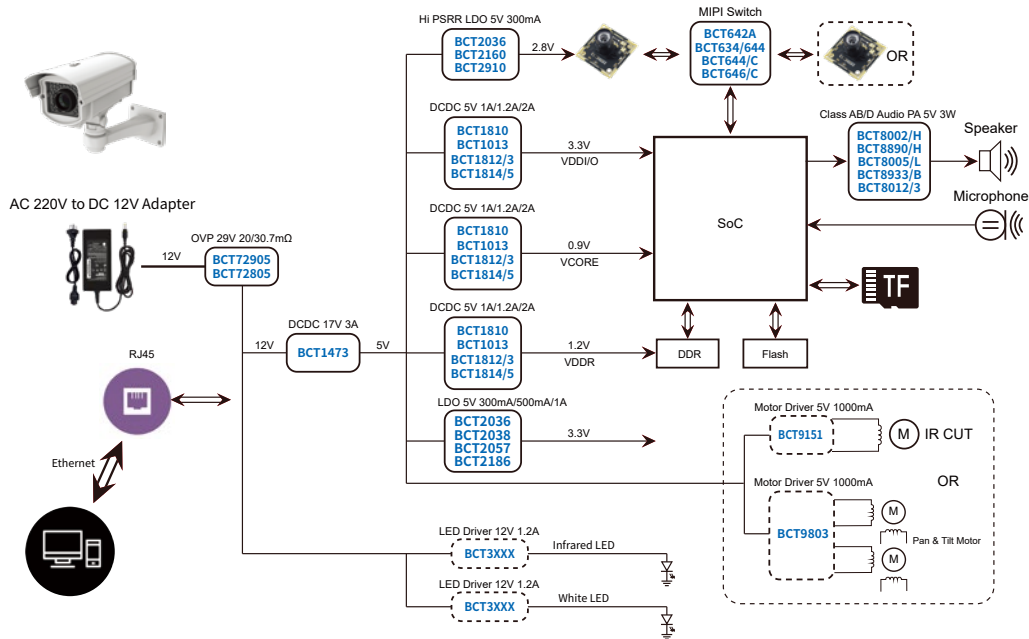 Hi PSRR LDO 5V 300mA
BCT2036
BCT2160
BCT2910
2.8V
MIPI Switch
BCT642A
BCT634/644
BCT644/C
BCT646/C
OR
DCDC 5V 1A/1.2A/2A
BCT1810
BCT1013
BCT1812/3
BCT1814/5
3.3V
VDDI/O
Class AB/D Audio PA 5V 3W
BCT8002/H
BCT8890/H
BCT8005/L
BCT8933/B
BCT8012/3
Speaker
Microphone
SoC
AC 220V to DC 12V Adapter
12V
OVP 29V 20/30.7mΩ
BCT72905
BCT72805
DCDC 5V 1A/1.2A/2A
BCT1810
BCT1013
BCT1812/3
BCT1814/5
0.9V
VCORE
TF
DCDC 17V 3A
12V
BCT1473
5V
DCDC 5V 1A/1.2A/2A
BCT1810
BCT1013
BCT1812/3
BCT1814/5
1.2V
VDDR
DDR
Flash
RJ45
Ethernet
LDO 5V 300mA/500mA/1A
BCT2036
BCT2038
BCT2057
BCT2186
3.3V
Motor Driver 5V 1000mA
BCT9151
M
IR CUT
OR
Motor Driver 5V 1000mA
BCT9803
M
Pan & Tilt Motor
M
LED Driver 12V 1.2A
BCT3XXX
Infrared LED
LED Driver 12V 1.2A
BCT3XXX
White LED